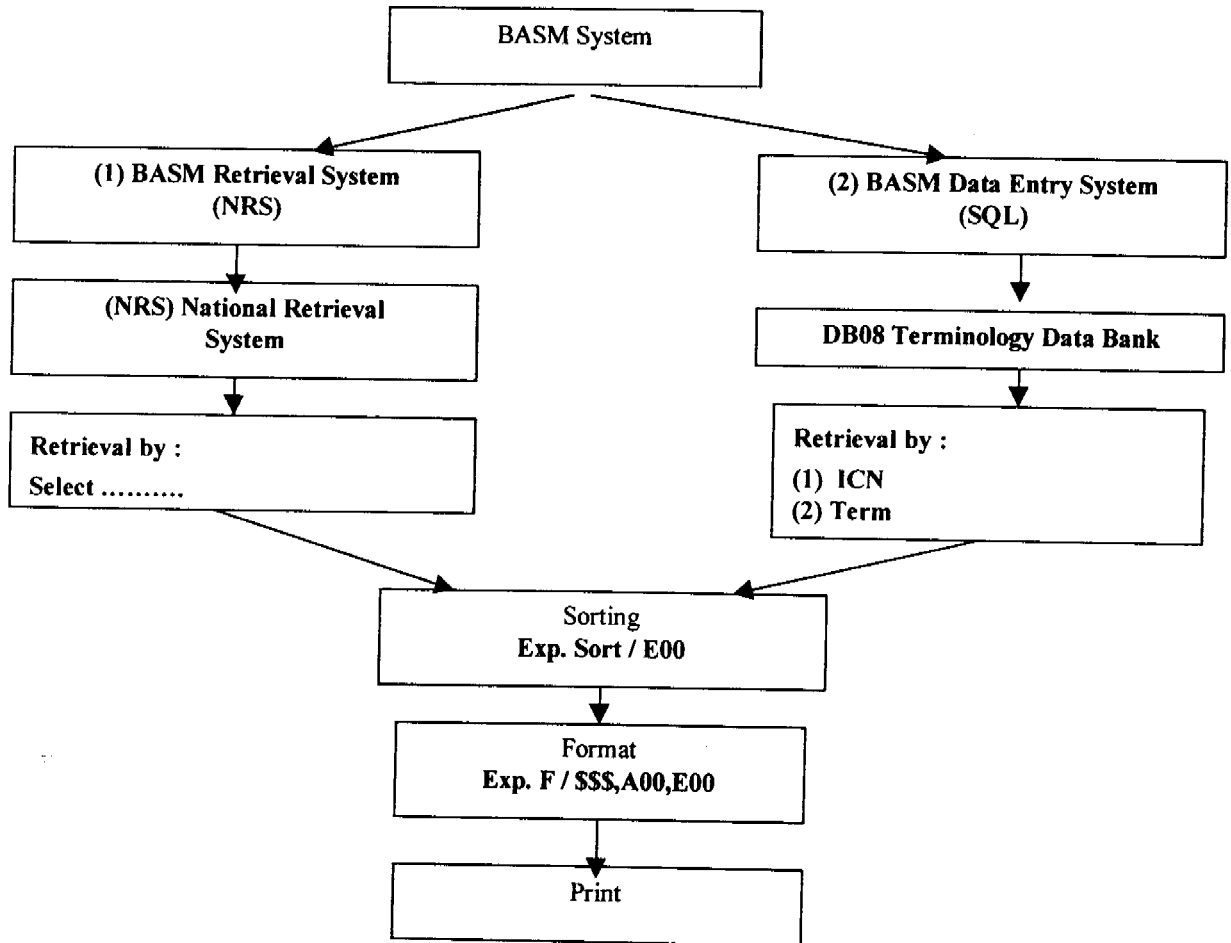 BASM System
(1) BASM Retrieval System
(NRS)
(2) BASM Data Entry System
(SQL)
(NRS) National Retrieval
System
DB08 Terminology Data Bank
Retrieval by :
Select ..........
Retrieval by :
(1) ICN
(2) Term
Sorting
Exp. Sort / E00
Format
Exp. F / $$$,A00,E00
Print